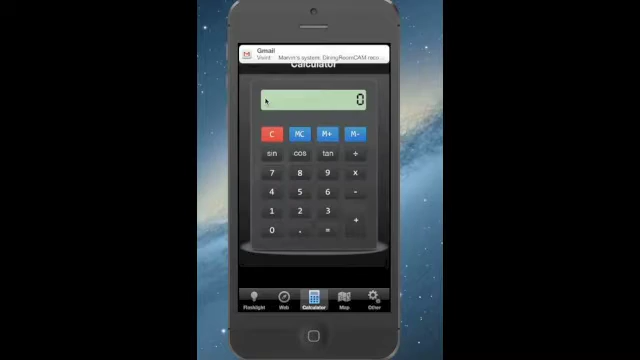 Gmail
Vivint Marvin's system: DiningRoomCAM reco...
Calculator
0
C MC M+ M-
sin cos tan ÷
7 8 9 x
4 5 6 -
1 2 3 +
0 . =
Flashlight Web Calculator Map Other